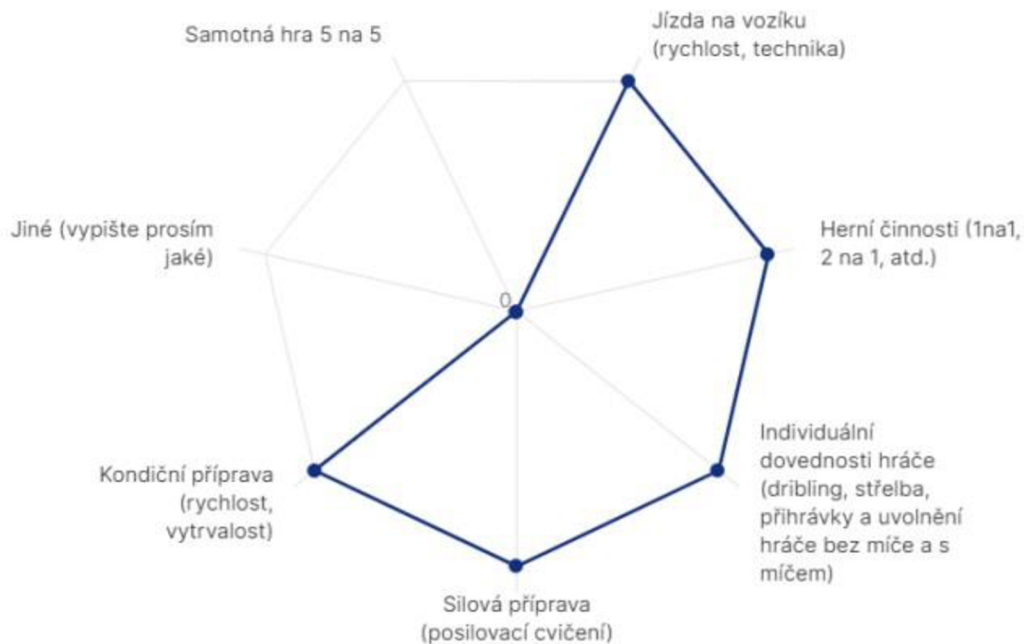 Samotná hra 5 na 5
Jízda na vozíku
(rychlost, technika)
Jiné (vypište prosím
jaké)
Herní činnosti (1na1,
2 na 1, atd.)
0
Kondiční příprava
(rychlost,
vytrvalost)
Individuální
dovednosti hráče
(dribling, střelba,
přihrávky a uvolnění
hráče bez míče a s
míčem)
Silová příprava
(posilovací cvičení)